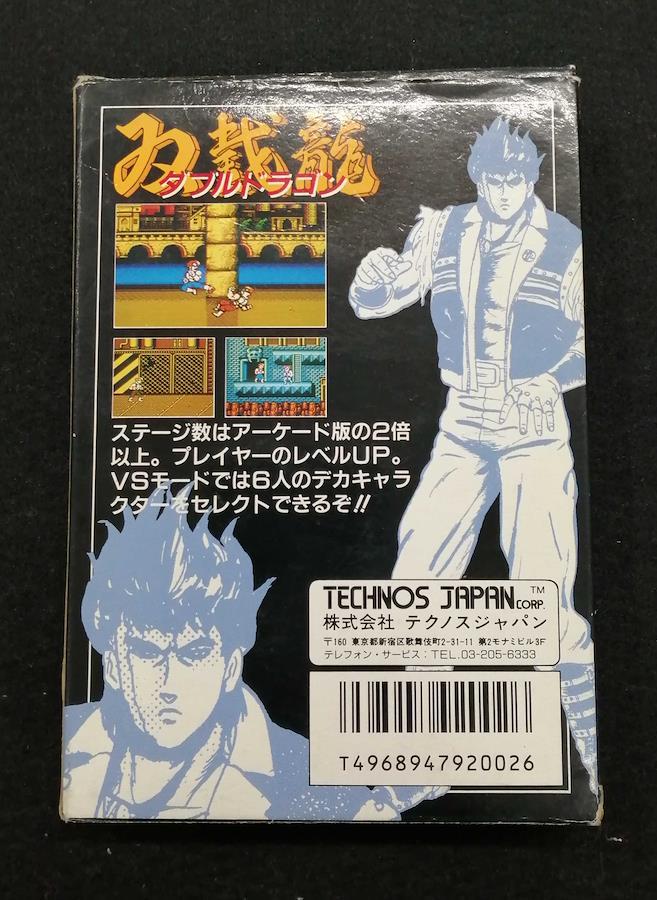 双截龍
ダブルドラゴン
ステージ数はアーケード版の2倍
以上。プレイヤーのレベルUP。
VSモードでは6人のデカキャラ
クターをセレクトできるぞ!!
TECHNOS JAPAN CORP. TM
株式会社 テクノスジャパン
〒160 東京都新宿区歌舞伎町2-31-11 第2モナミビル3F
テレフォン・サービス：TEL.03-205-6333
T4968947920026